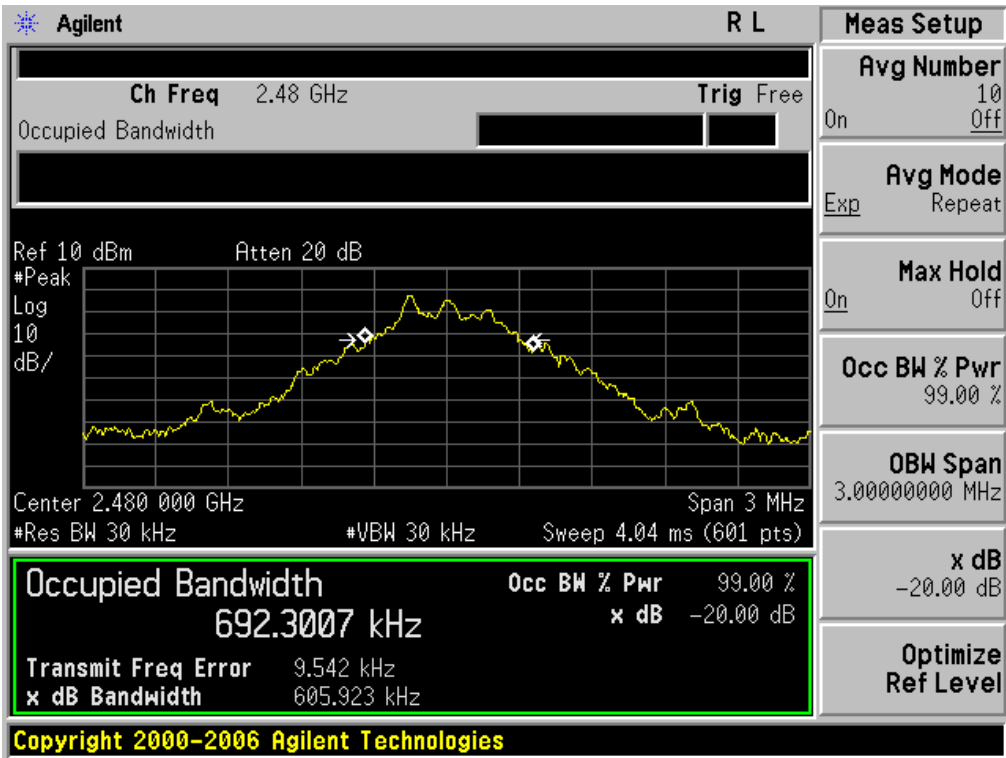 Agilent R L
Ch Freq 2.48 GHz Trig Free
Occupied Bandwidth
Ref 10 dBm Atten 20 dB
#Peak
Log
10
dB/
Center 2.480 000 GHz Span 3 MHz
#Res BW 30 kHz #VBW 30 kHz Sweep 4.04 ms (601 pts)
Occupied Bandwidth Occ BW % Pwr 99.00 %
692.3007 kHz x dB -20.00 dB
Transmit Freq Error 9.542 kHz
x dB Bandwidth 605.923 kHz
Copyright 2000-2006 Agilent Technologies
Meas Setup
Avg Number
10
On Off
Avg Mode
Exp Repeat
Max Hold
On Off
Occ BW % Pwr
99.00 %
OBW Span
3.00000000 MHz
x dB
-20.00 dB
Optimize
Ref Level